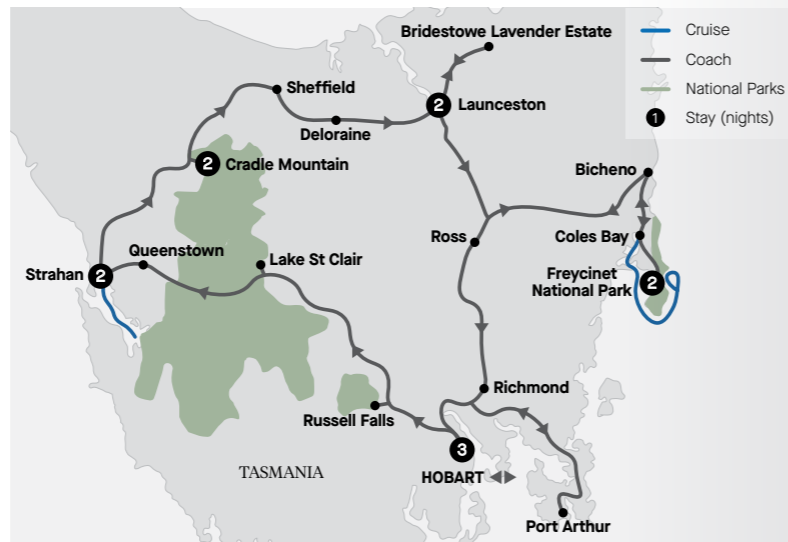 Bridestowe Lavender Estate
Cruise
Coach
National Parks
1 Stay (nights)
Sheffield
2 Launceston
Deloraine
2 Cradle Mountain
Bicheno
Queenstown
Lake St Clair
Ross
Coles Bay
Strahan 2
Freycinet
National Park 2
Richmond
Russell Falls
3
HOBART
TASMANIA
Port Arthur